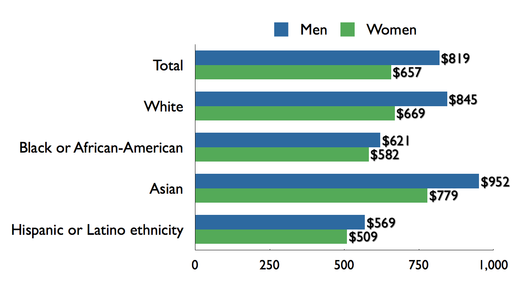 Men Women
Total
$819
$657
White
$845
$669
Black or African-American
$621
$582
Asian
$952
$779
Hispanic or Latino ethnicity
$569
$509
0 250 500 750 1,000